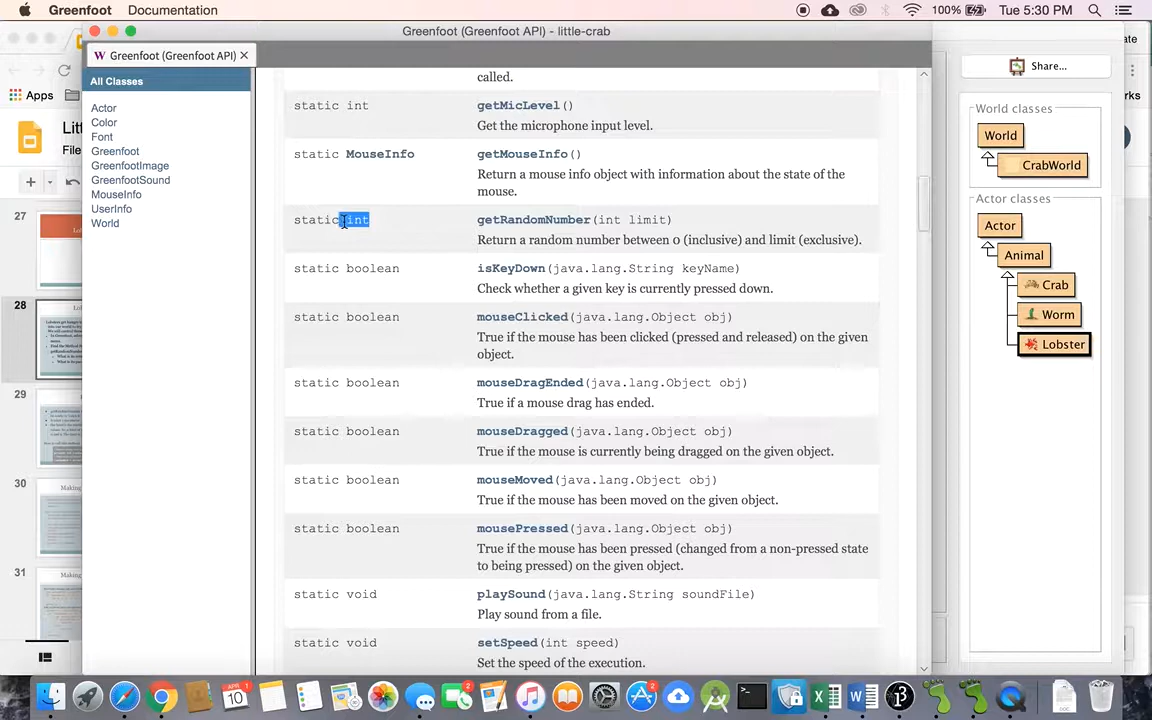 Greenfoot Documentation 100% Tue 5:30 PM
Greenfoot (Greenfoot API) - little-crab
Greenfoot (Greenfoot API)
All Classes
Actor
Color
Font
Greenfoot
GreenfootImage
GreenfootSound
MouseInfo
UserInfo
World
Apps
File
27
28
29
30
31
called.
static int getMicLevel()
Get the microphone input level.
static MouseInfo getMouseInfo()
Return a mouse info object with information about the state of the
mouse.
static int getRandomNumber(int limit)
Return a random number between 0 (inclusive) and limit (exclusive).
static boolean isKeyDown(java.lang.String keyName)
Check whether a given key is currently pressed down.
static boolean mouseClicked(java.lang.Object obj)
True if the mouse has been clicked (pressed and released) on the given
object.
static boolean mouseDragEnded(java.lang.Object obj)
True if a mouse drag has ended.
static boolean mouseDragged(java.lang.Object obj)
True if the mouse is currently being dragged on the given object.
static boolean mouseMoved(java.lang.Object obj)
True if the mouse has been moved on the given object.
static boolean mousePressed(java.lang.Object obj)
True if the mouse has been pressed (changed from a non-pressed state
to being pressed) on the given object.
static void playSound(java.lang.String soundFile)
Play sound from a file.
static void setSpeed(int speed)
Set the speed of the execution.
Share...
World classes
World
CrabWorld
Actor classes
Actor
Animal
Crab
Worm
Lobster